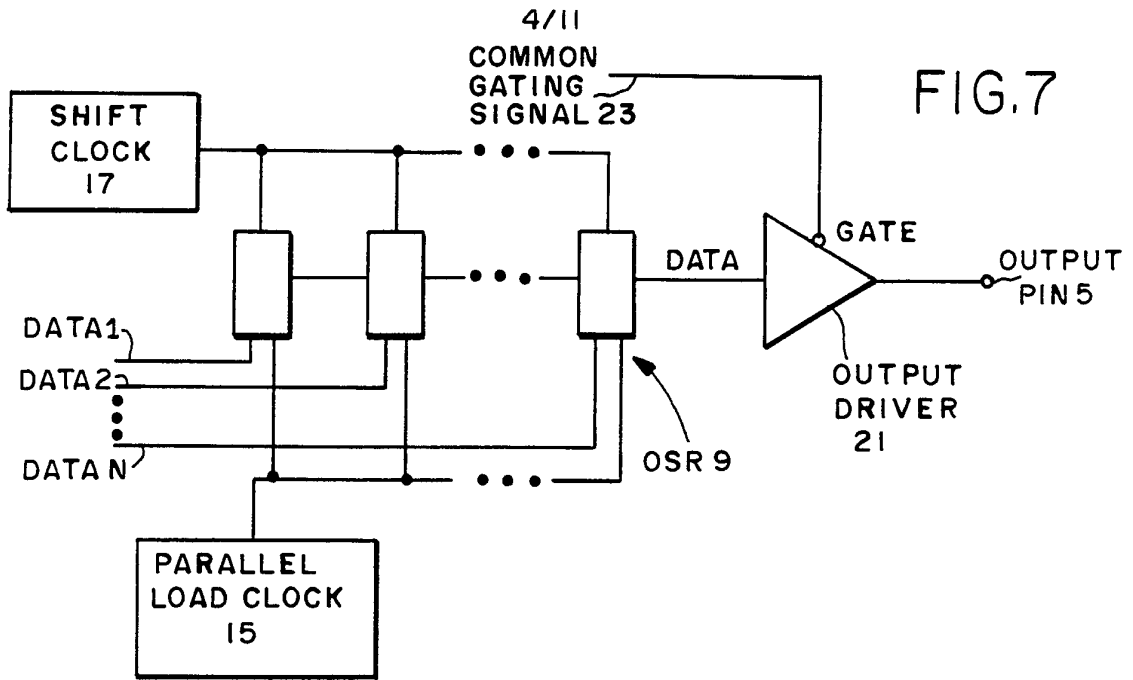 4/11
COMMON
GATING
SIGNAL 23
FIG.7
SHIFT
CLOCK
17
GATE
DATA
OUTPUT
PIN 5
DATA1
DATA2
DATA N
OUTPUT
DRIVER
21
OSR 9
PARALLEL
LOAD CLOCK
15